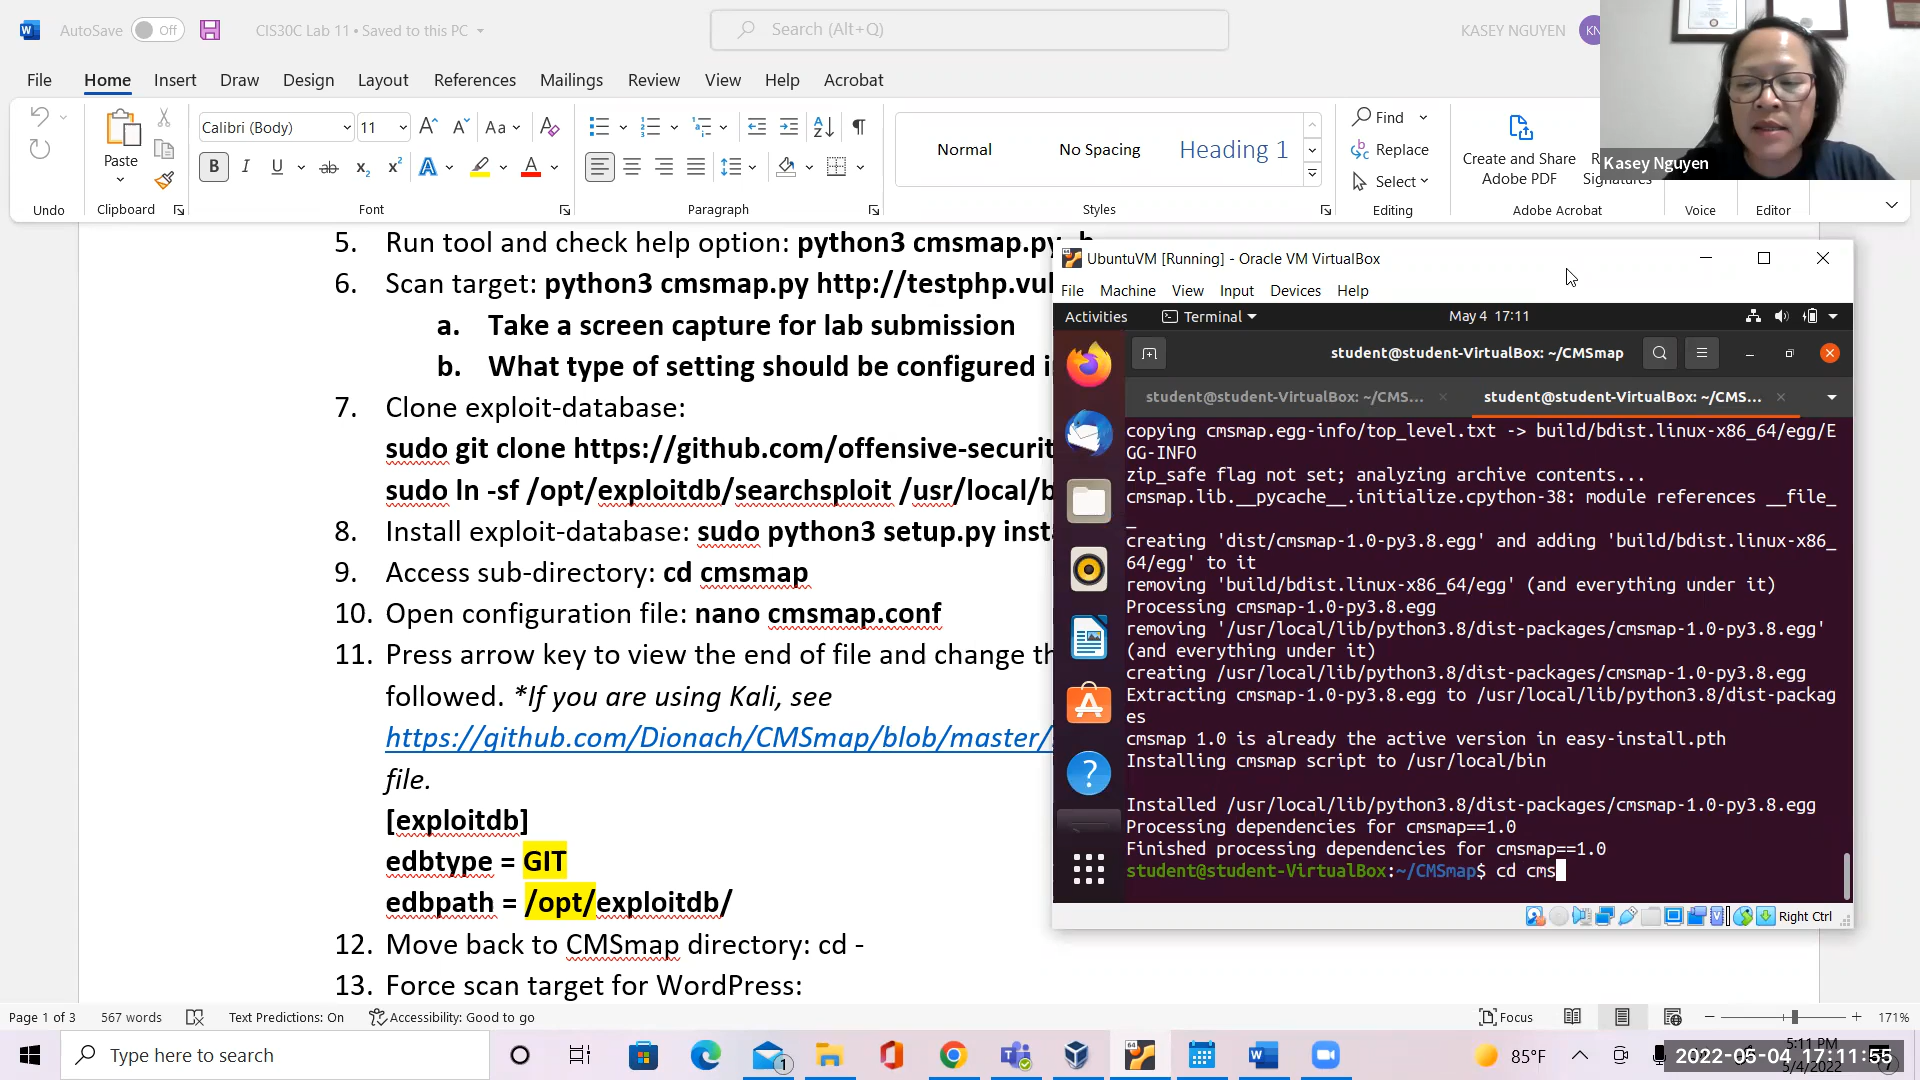 AutoSave Off CIS30C Lab 11 • Saved to this PC Search (Alt+Q) KASEY NGUYEN KN
File Home Insert Draw Design Layout References Mailings Review View Help Acrobat
Calibri (Body) 11 Aa
Paste
B I U ab x₂ x² A A
Normal No Spacing Heading 1
Find
Replace
Select
Create and Share
Adobe PDF
Signatures
Kasey Nguyen
Undo Clipboard Font Paragraph Styles Editing Adobe Acrobat Voice Editor
5. Run tool and check help option: python3 cmsmap.py
6. Scan target: python3 cmsmap.py http://testphp.vul
a. Take a screen capture for lab submission
b. What type of setting should be configured i
7. Clone exploit-database:
sudo git clone https://github.com/offensive-securit
sudo ln -sf /opt/exploitdb/searchsploit /usr/local/b
8. Install exploit-database: sudo python3 setup.py inst
9. Access sub-directory: cd cmsmap
10. Open configuration file: nano cmsmap.conf
11. Press arrow key to view the end of file and change th
followed. *If you are using Kali, see
https://github.com/Dionach/CMSmap/blob/master/
file.
[exploitdb]
edbtype = GIT
edbpath = /opt/exploitdb/
12. Move back to CMSmap directory: cd -
13. Force scan target for WordPress:
UbuntuVM [Running] - Oracle VM VirtualBox
File Machine View Input Devices Help
Activities Terminal May 4 17:11
student@student-VirtualBox: ~/CMSmap
student@student-VirtualBox: ~/CMS... student@student-VirtualBox: ~/CMS...
copying cmsmap.egg-info/top_level.txt -> build/bdist.linux-x86_64/egg/E
GG-INFO
zip_safe flag not set; analyzing archive contents...
cmsmap.lib.__pycache__.initialize.cpython-38: module references __file_
_
creating 'dist/cmsmap-1.0-py3.8.egg' and adding 'build/bdist.linux-x86_
64/egg' to it
removing 'build/bdist.linux-x86_64/egg' (and everything under it)
Processing cmsmap-1.0-py3.8.egg
removing '/usr/local/lib/python3.8/dist-packages/cmsmap-1.0-py3.8.egg'
(and everything under it)
creating /usr/local/lib/python3.8/dist-packages/cmsmap-1.0-py3.8.egg
Extracting cmsmap-1.0-py3.8.egg to /usr/local/lib/python3.8/dist-packag
es
cmsmap 1.0 is already the active version in easy-install.pth
Installing cmsmap script to /usr/local/bin
Installed /usr/local/lib/python3.8/dist-packages/cmsmap-1.0-py3.8.egg
Processing dependencies for cmsmap==1.0
Finished processing dependencies for cmsmap==1.0
student@student-VirtualBox:~/CMSmap$ cd cms
Right Ctrl
Page 1 of 3 567 words Text Predictions: On Accessibility: Good to go Focus 171%
Type here to search 1 85°F 5:11 PM
2022-05-04 17:11:55
5/4/2022